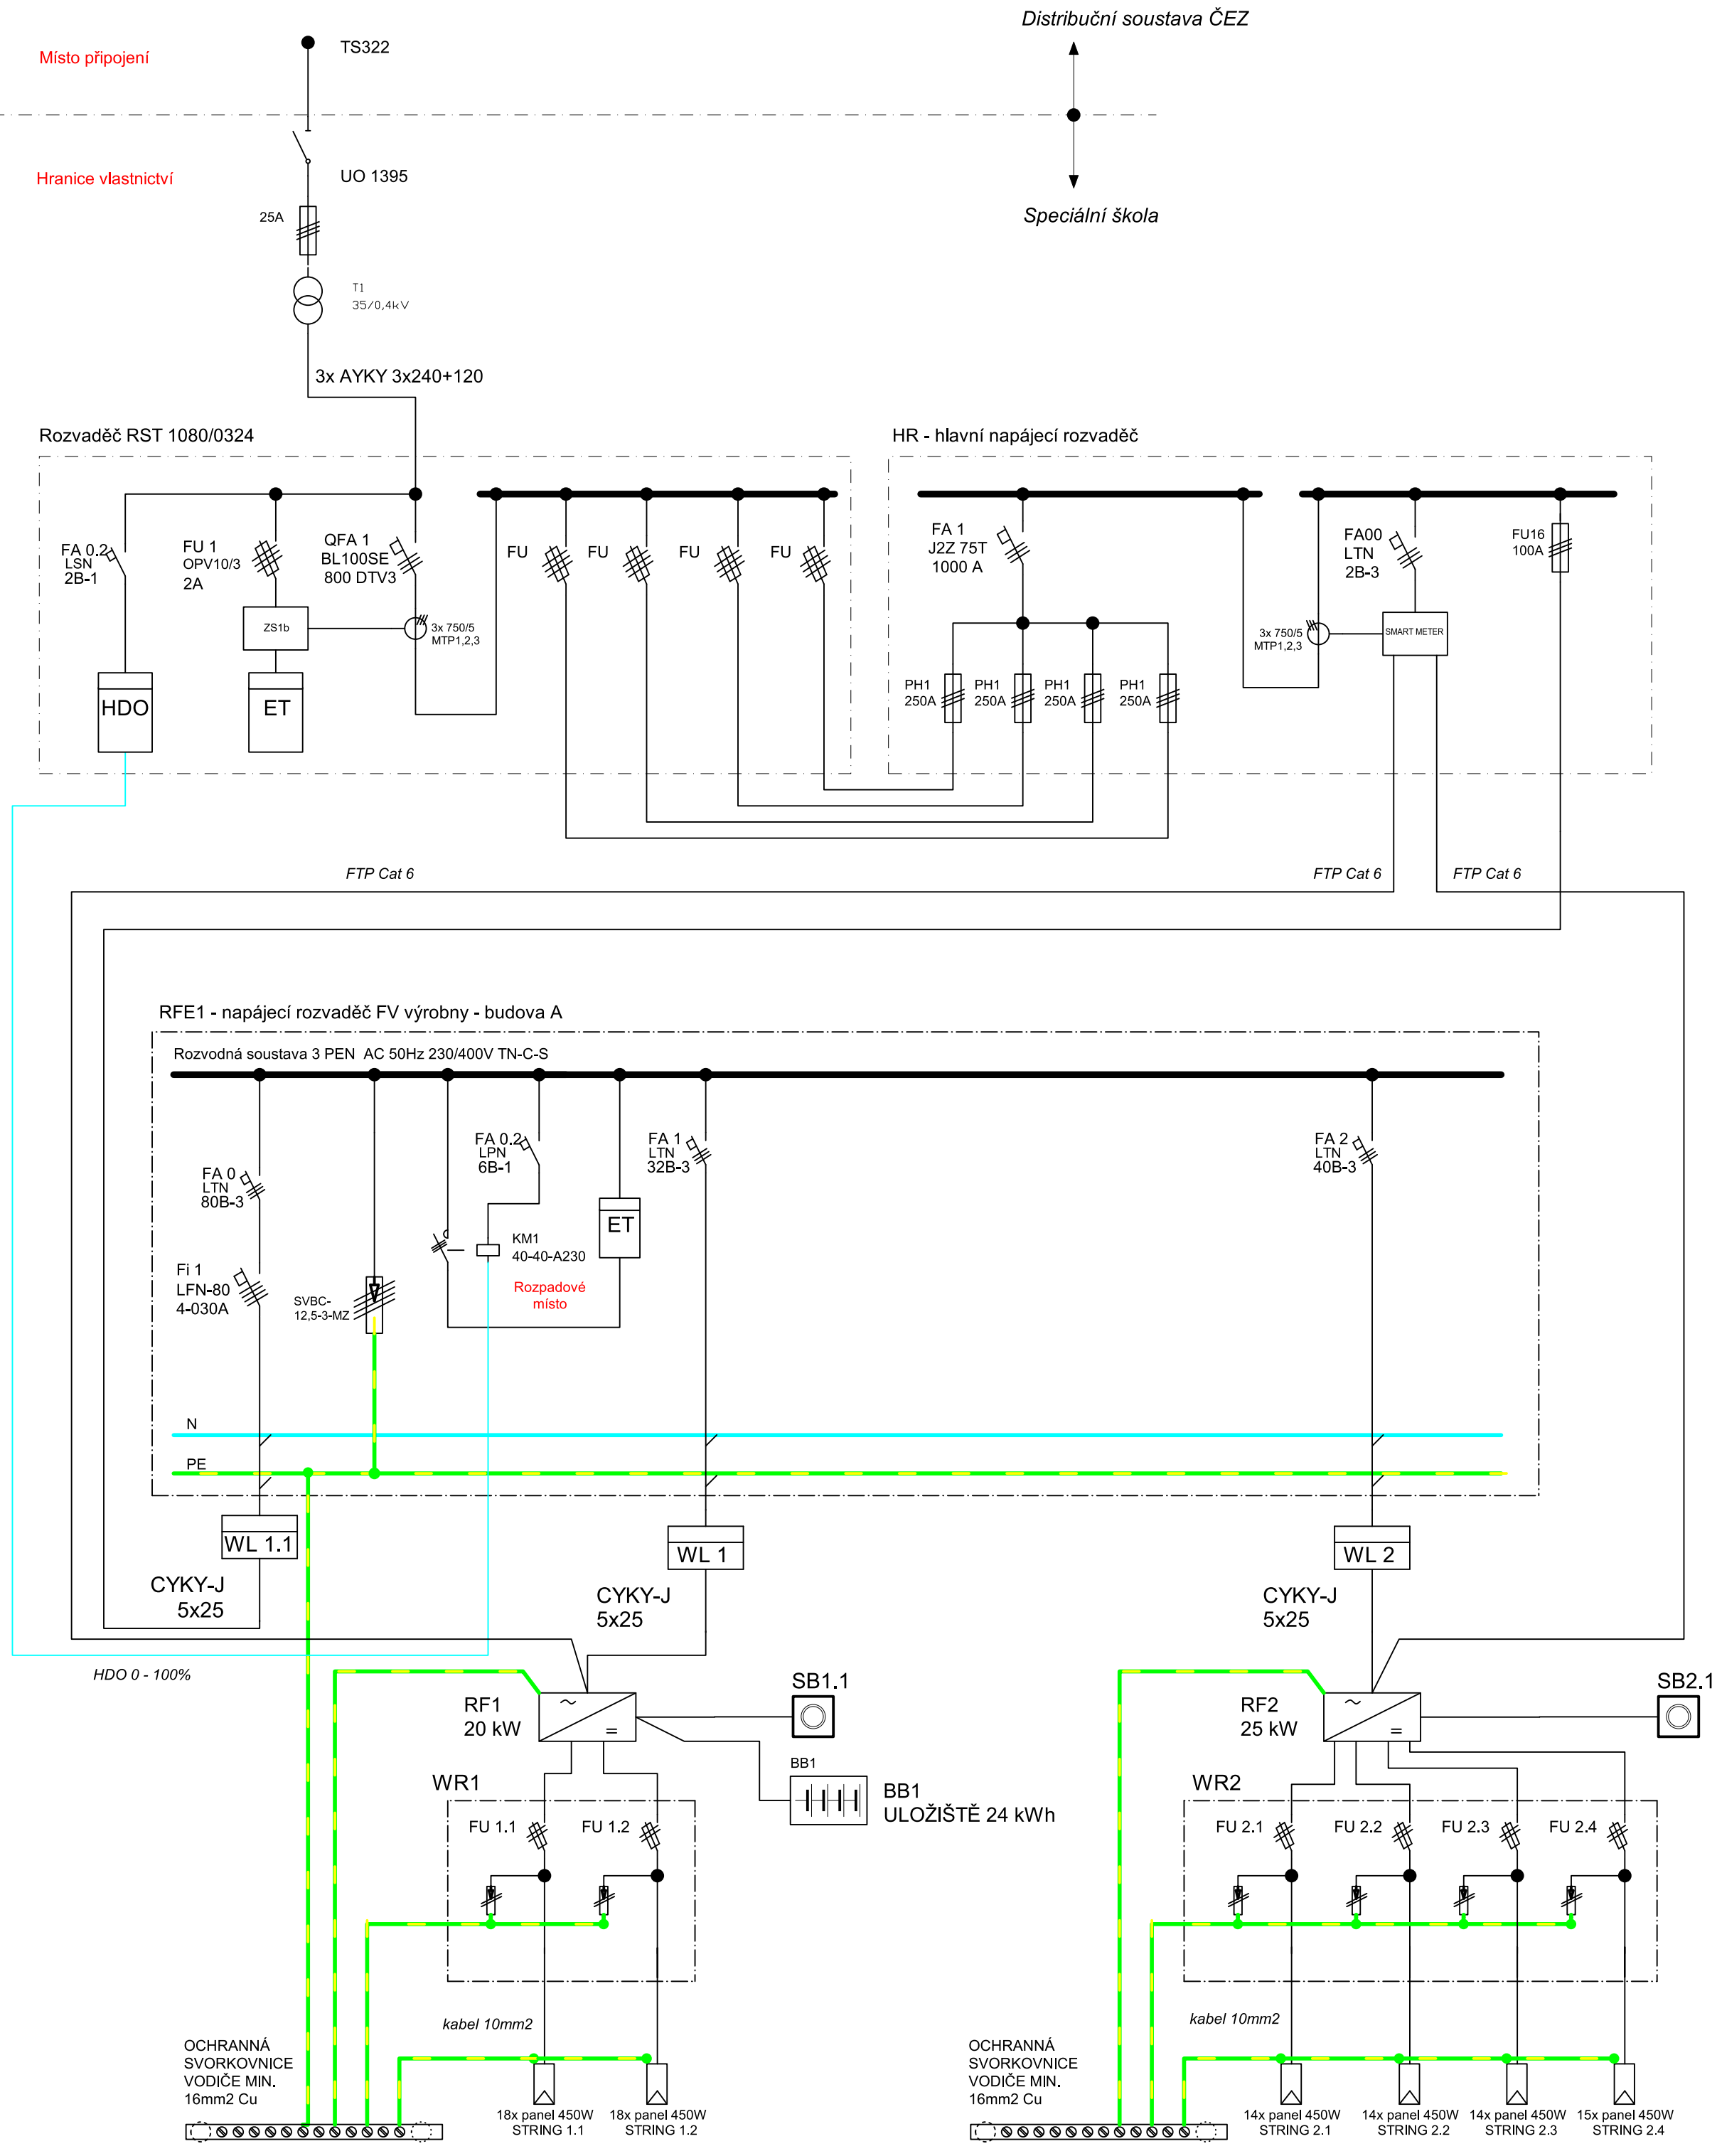 Distribuční soustava ČEZ
Místo připojení
TS322
Hranice vlastnictví
UO 1395
Speciální škola
25A
T1
35/0,4kV
3x AYKY 3x240+120
Rozvaděč RST 1080/0324
HR - hlavní napájecí rozvaděč
FA 0.2
LSN
2B-1
FU 1
OPV10/3
2A
QFA 1
BL100SE
800 DTV3
FU
FU
FU
FU
ZS1b
3x 750/5
MTP1,2,3
HDO
ET
FA 1
J2Z 75T
1000 A
FA00
LTN
2B-3
FU16
100A
3x 750/5
MTP1,2,3
SMART METER
PH1
250A
PH1
250A
PH1
250A
PH1
250A
FTP Cat 6
FTP Cat 6
FTP Cat 6
RFE1 - napájecí rozvaděč FV výrobny - budova A
Rozvodná soustava 3 PEN AC 50Hz 230/400V TN-C-S
FA 0
LTN
80B-3
FA 0.2
LPN
6B-1
FA 1
LTN
32B-3
FA 2
LTN
40B-3
ET
Fi 1
LFN-80
4-030A
SVBC-
12,5-3-MZ
KM1
40-40-A230
Rozpadové
místo
N
PE
WL 1.1
WL 1
WL 2
CYKY-J
5x25
CYKY-J
5x25
CYKY-J
5x25
HDO 0 - 100%
RF1
20 kW
~
=
SB1.1
RF2
25 kW
~
=
SB2.1
WR1
BB1
BB1
ULOŽIŠTĚ 24 kWh
WR2
FU 1.1
FU 1.2
FU 2.1
FU 2.2
FU 2.3
FU 2.4
kabel 10mm2
kabel 10mm2
OCHRANNÁ
SVORKOVNICE
VODIČE MIN.
16mm2 Cu
18x panel 450W
STRING 1.1
18x panel 450W
STRING 1.2
OCHRANNÁ
SVORKOVNICE
VODIČE MIN.
16mm2 Cu
14x panel 450W
STRING 2.1
14x panel 450W
STRING 2.2
14x panel 450W
STRING 2.3
15x panel 450W
STRING 2.4